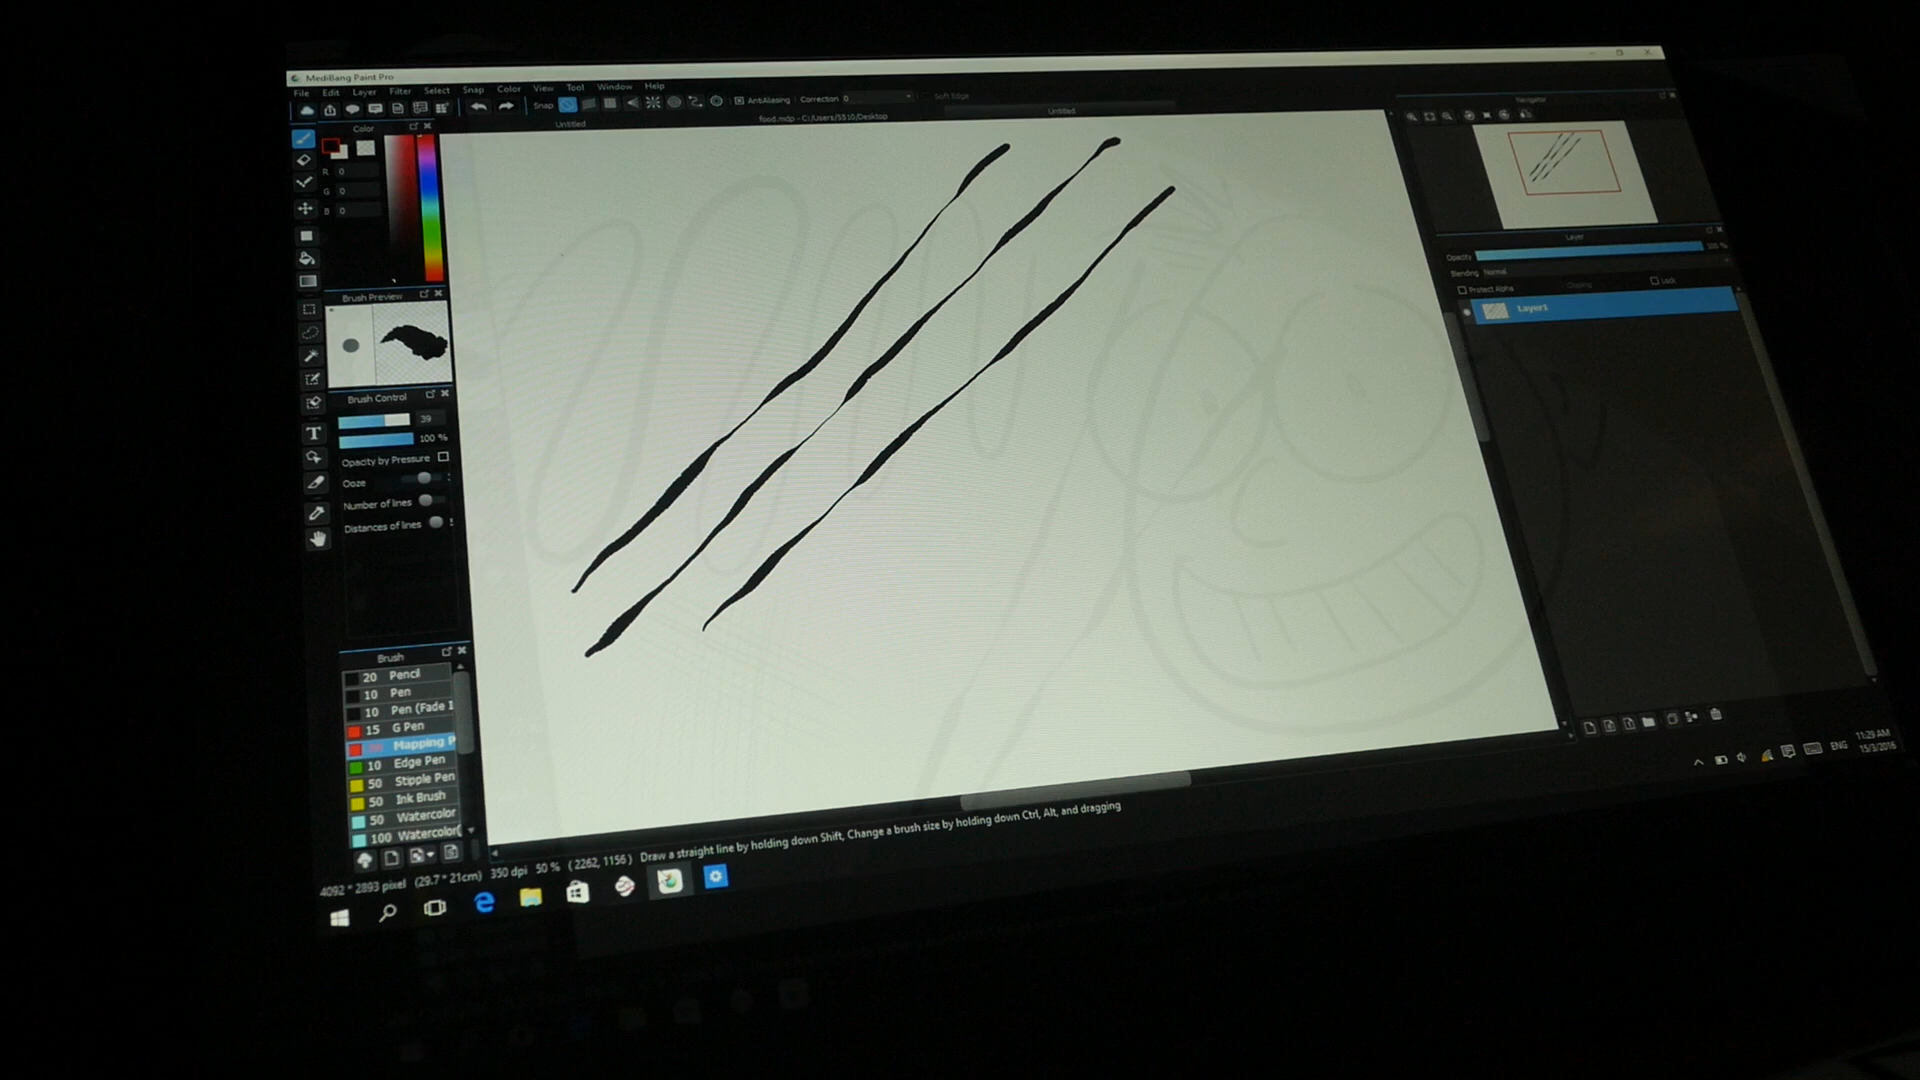 MediBang Paint Pro
File Edit Layer Filter Select Snap Color View Tool Window Help
Snap AntiAliasing Correction 0 Soft Edge
Untitled food.mdp - C:/Users/S510/Desktop Untitled
Color
R 0
G 0
B 0
Brush Preview
Brush Control
39
100 %
Opacity by Pressure
Ooze
Number of lines
Distances of lines
Brush
20 Pencil
10 Pen
10 Pen (Fade I
15 G Pen
Mapping P
10 Edge Pen
50 Stipple Pen
50 Ink Brush
50 Watercolor
100 Watercolor(
Navigator
Layer
Opacity 100 %
Blending Normal
Protect Alpha Clipping Lock
Layer1
4092 * 2893 pixel (29.7 * 21cm) 350 dpi 50 % ( 2262, 1156 ) Draw a straight line by holding down Shift, Change a brush size by holding down Ctrl, Alt, and dragging
ENG
11:29 AM
15/3/2016